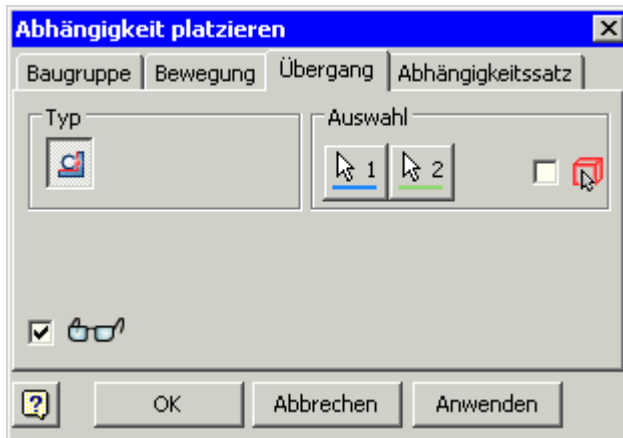 Abhängigkeit platzieren
Baugruppe Bewegung Übergang Abhängigkeitssatz
Typ Auswahl
1 2
?
OK Abbrechen Anwenden